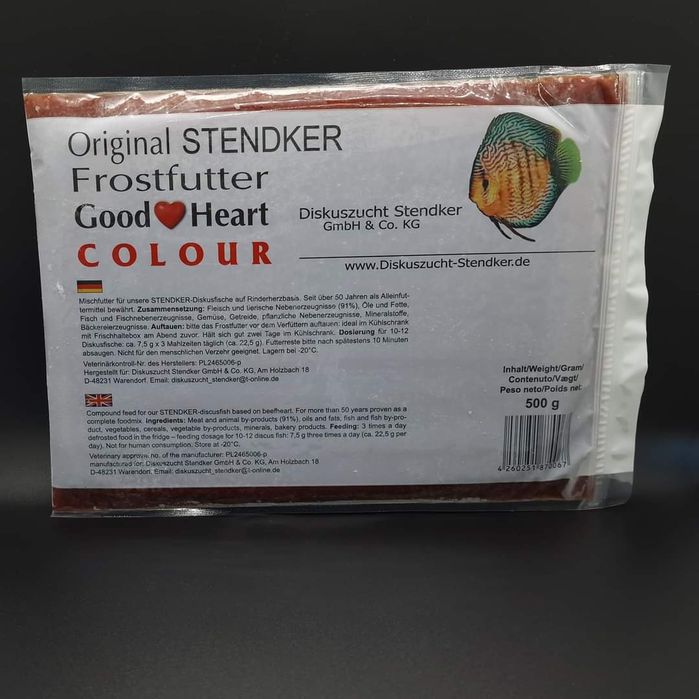 Original STENDKER
Frostfutter
Good Heart
COLOUR
Diskuszucht Stendker
GmbH & Co. KG
www.Diskuszucht-Stendker.de
Mischfutter für unsere STENDKER-Diskusfische auf Rinderherzbasis. Seit über 50 Jahren als Alleinfut-
termittel bewährt. Zusammensetzung: Fleisch und tierische Nebenerzeugnisse (91%), Öle und Fette,
Fisch und Fischnebenerzeugnisse, Gemüse, Getreide, pflanzliche Nebenerzeugnisse, Mineralstoffe,
Bäckereierzeugnisse. Auftauen: bitte das Frostfutter vor dem Verfüttern auftauen: ideal im Kühlschrank
mit Frischhaltebox am Abend zuvor. Hält sich gut zwei Tage im Kühlschrank. Dosierung für 10-12
Diskusfische: ca. 7,5 g x 3 Mahlzeiten täglich (ca. 22,5 g). Futterreste bitte nach spätestens 10 Minuten
absaugen. Nicht für den menschlichen Verzehr geeignet. Lagern bei -20°C.
Veterinärkontroll-Nr. des Herstellers: PL2465006-p
Hergestellt für: Diskuszucht Stendker GmbH & Co. KG, Am Holzbach 18
D-48231 Warendorf. Email: diskuszucht_stendker@t-online.de
Compound feed for our STENDKER-discusfish based on beefheart. For more than 50 years proven as a
complete foodmix. Ingredients: Meat and animal by-products (91%), oils and fats, fish and fish by-pro-
duct, vegetables, cereals, vegetable by-products, minerals, bakery products. Feeding: 3 times a day
defrosted food in the fridge – feeding dosage for 10-12 discus fish: 7,5 g three times a day (ca. 22,5 g per
day). Not for human consumption. Store at -20°C.
Veterinary approve. no. of the manufacturer: PL2465006-p
manufactured for: Diskuszucht Stendker GmbH & Co. KG, Am Holzbach 18
D-48231 Warendorf. Email: diskuszucht_stendker@t-online.de
Inhalt/Weight/Gram/
Contenuto/Vægt/
Peso neto/Poids net:
500 g
4 260251 870067